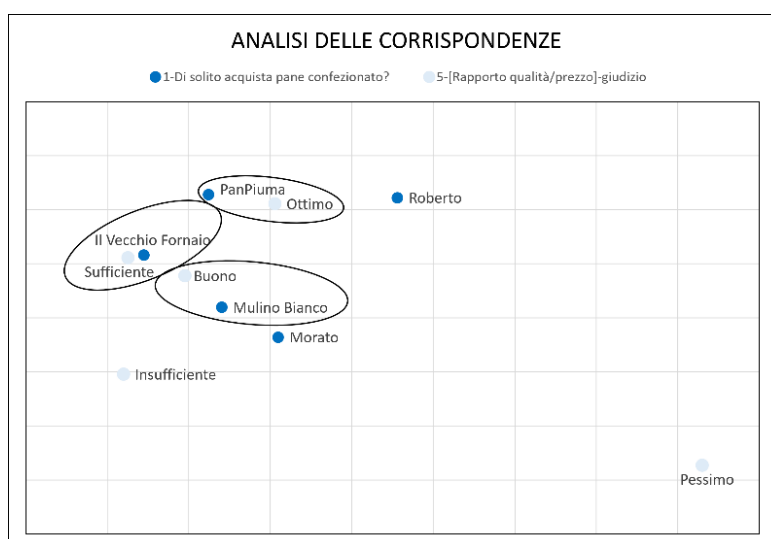 ANALISI DELLE CORRISPONDENZE
1-Di solito acquista pane confezionato? 5-[Rapporto qualità/prezzo]-giudizio
PanPiuma
Ottimo
Roberto
Il Vecchio Fornaio
Sufficiente
Buono
Mulino Bianco
Morato
Insufficiente
Pessimo